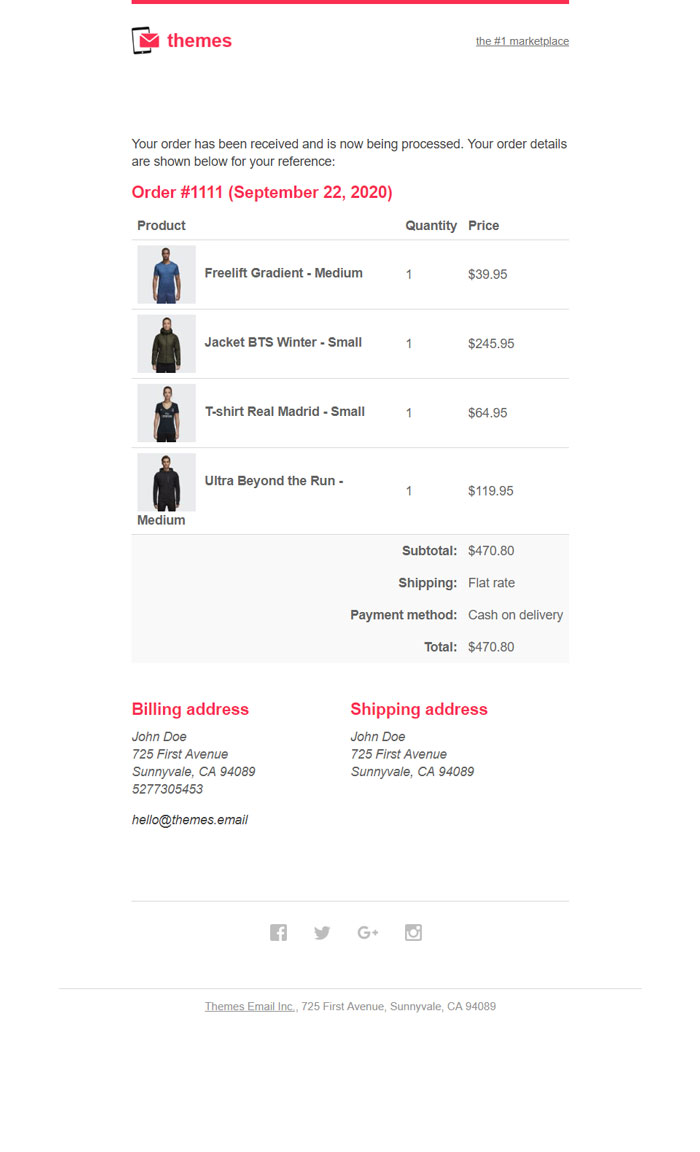 themes
the #1 marketplace
Your order has been received and is now being processed. Your order details
are shown below for your reference:
Order #1111 (September 22, 2020)
Product Quantity Price
Freelift Gradient - Medium 1 $39.95
Jacket BTS Winter - Small 1 $245.95
T-shirt Real Madrid - Small 1 $64.95
Ultra Beyond the Run - 1 $119.95
Medium
Subtotal: $470.80
Shipping: Flat rate
Payment method: Cash on delivery
Total: $470.80
Billing address
John Doe
725 First Avenue
Sunnyvale, CA 94089
5277305453
hello@themes.email
Shipping address
John Doe
725 First Avenue
Sunnyvale, CA 94089
G+
Themes Email Inc., 725 First Avenue, Sunnyvale, CA 94089